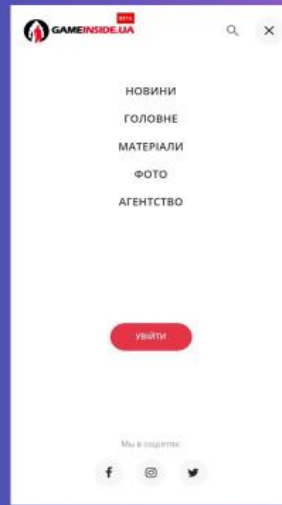 BETA
GAMEINSIDE.UA
НОВИНИ
ГОЛОВНЕ
МАТЕРІАЛИ
ФОТО
АГЕНТСТВО
УВІЙТИ
Мы в соцсетях